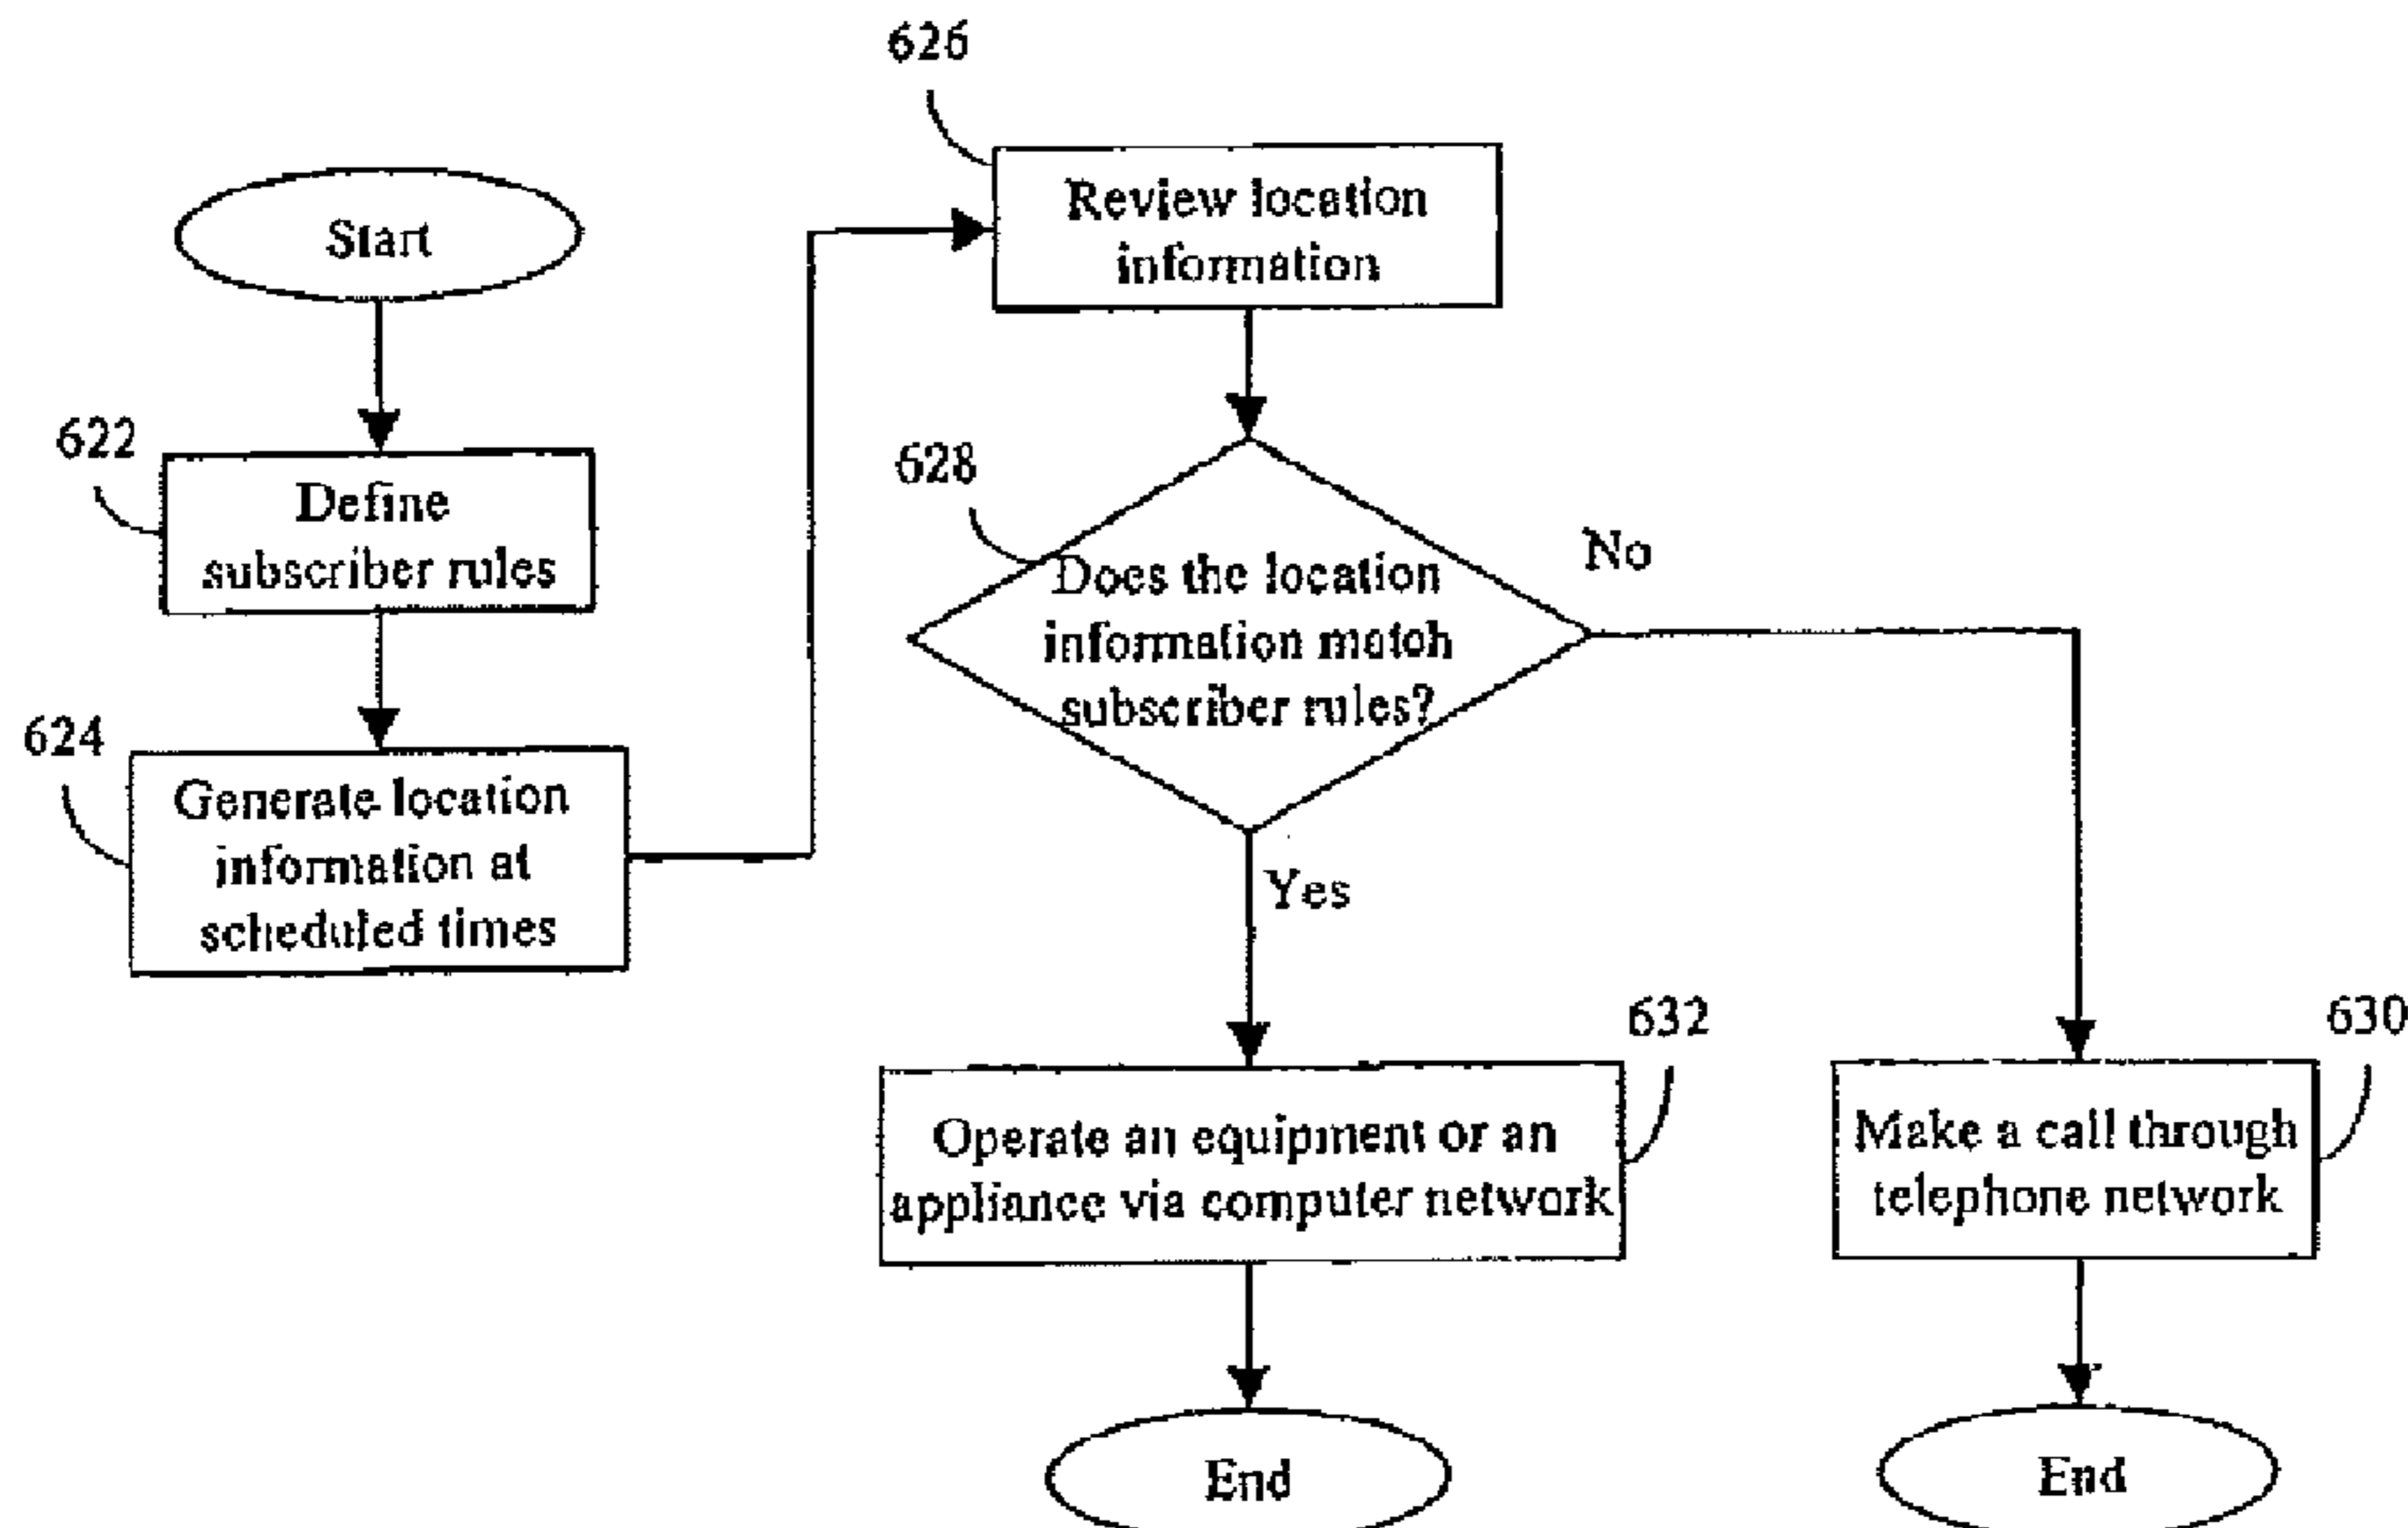 Start
622
Define
subscriber rules
624
Generate location
information at
scheduled times
626
Review location
information
628
Does the location
information match
subscriber rules?
No
Yes
632
Operate an equipment or an
appliance via computer network
630
Make a call through
telephone network
End
End